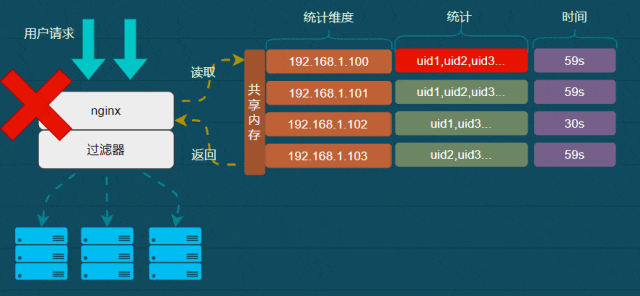 用户请求
统计维度
统计
时间
读取
nginx
过滤器
返回
共享内存
192.168.1.100
uid1,uid2,uid3...
59s
192.168.1.101
uid1,uid2,uid3...
59s
192.168.1.102
uid1,uid3...
30s
192.168.1.103
uid2,uid3...
59s